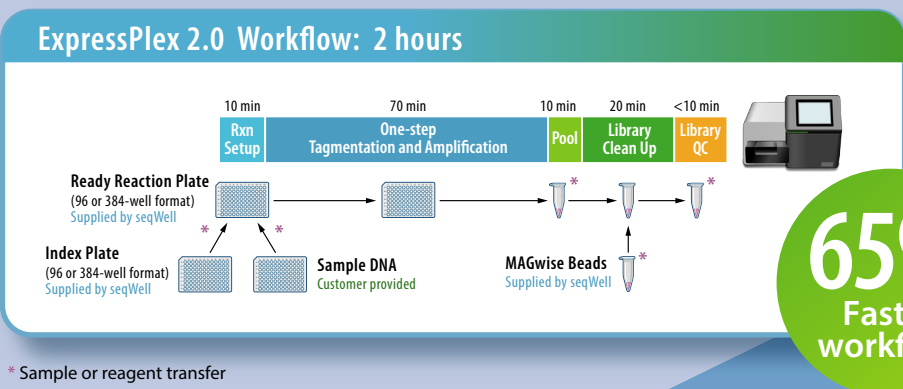 ExpressPlex 2.0 Workflow: 2 hours
10 min 70 min 10 min 20 min <10 min
Rxn Setup
One-step
Tagmentation and Amplification
Pool
Library
Clean Up
Library
QC
Ready Reaction Plate
(96 or 384-well format)
Supplied by seqWell
*
*
*
*
*
Index Plate
(96 or 384-well format)
Supplied by seqWell
Sample DNA
Customer provided
MAGwise Beads
Supplied by seqWell
65
Fast
workf
* Sample or reagent transfer